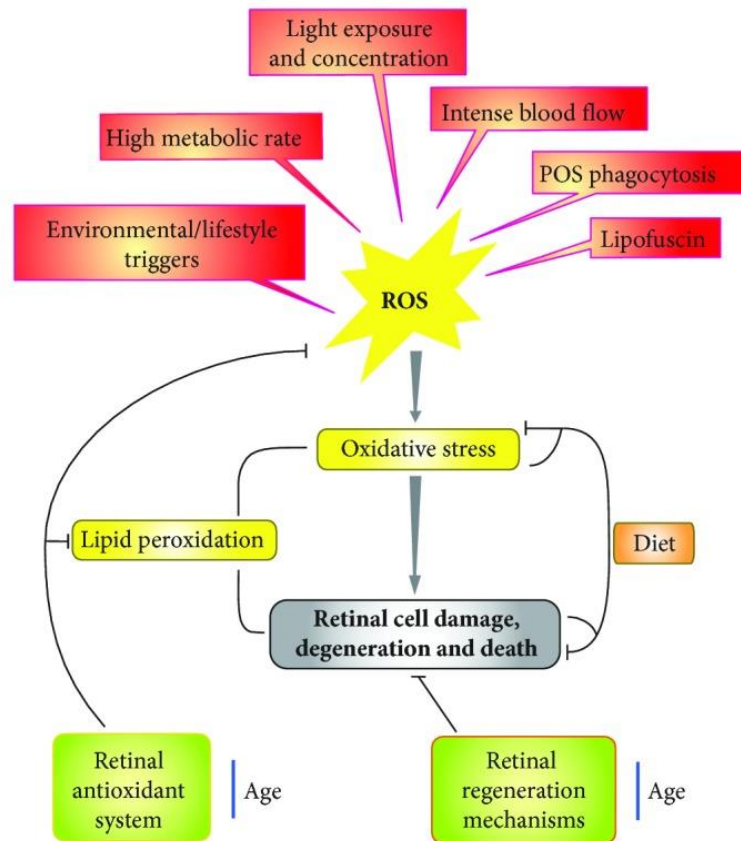 Light exposure
and concentration
Intense blood flow
High metabolic rate
POS phagocytosis
Environmental/lifestyle
triggers
Lipofuscin
ROS
Oxidative stress
Lipid peroxidation
Diet
Retinal cell damage,
degeneration and death
Retinal
antioxidant
system
Age
Retinal
regeneration
mechanisms
Age